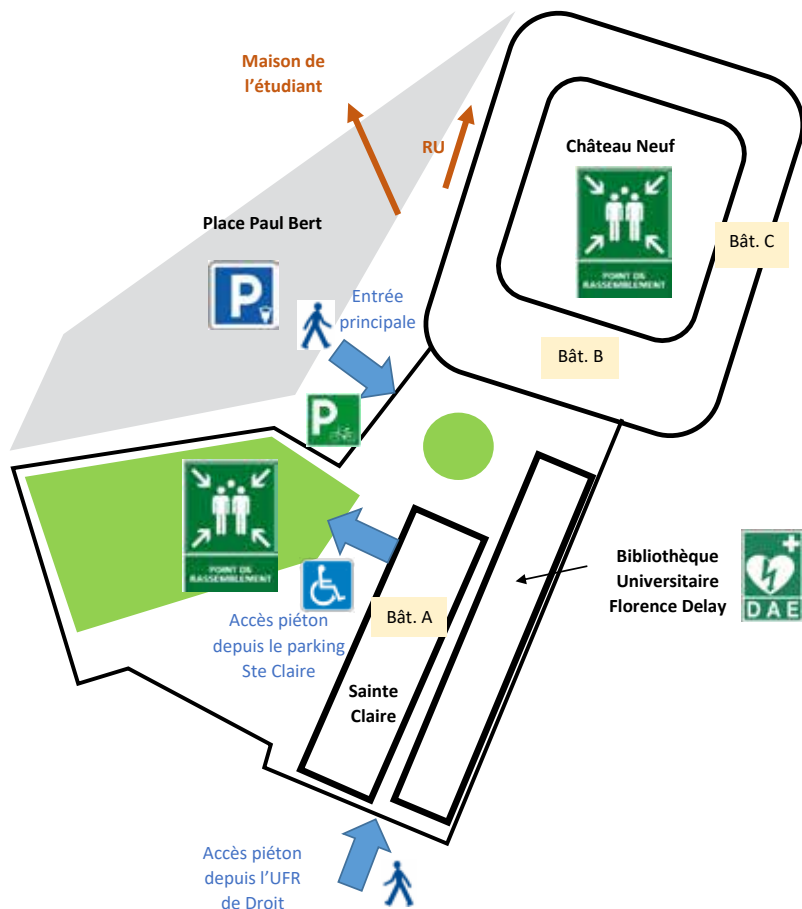 Maison de
l’étudiant
RU
Château Neuf
POINT DE
RASSEMBLEMENT
Bât. C
Place Paul Bert
P
Entrée
principale
Bât. B
P
POINT DE
RASSEMBLEMENT
Bibliothèque
Universitaire
Florence Delay
DAE
Accès piéton
depuis le parking
Ste Claire
Bât. A
Sainte
Claire
Accès piéton
depuis l’UFR
de Droit